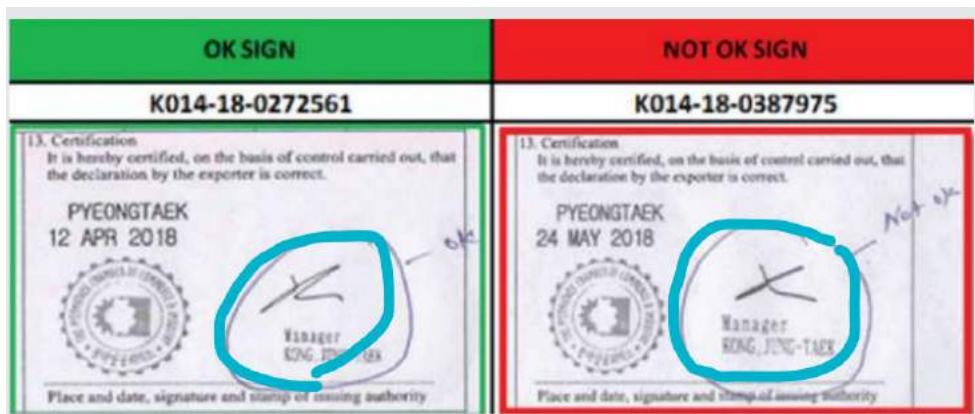 OK SIGN
NOT OK SIGN
K014-18-0272561
K014-18-0387975
13. Certification
It is hereby certified, on the basis of control carried out, that
the declaration by the exporter is correct.
PYEONGTAEK
12 APR 2018
OK
Manager
KONG, JUNG-TAEK
Place and date, signature and stamp of issuing authority
13. Certification
It is hereby certified, on the basis of control carried out, that
the declaration by the exporter is correct.
PYEONGTAEK
24 MAY 2018
Not ok
Manager
KONG, JUNG-TAEK
Place and date, signature and stamp of issuing authority